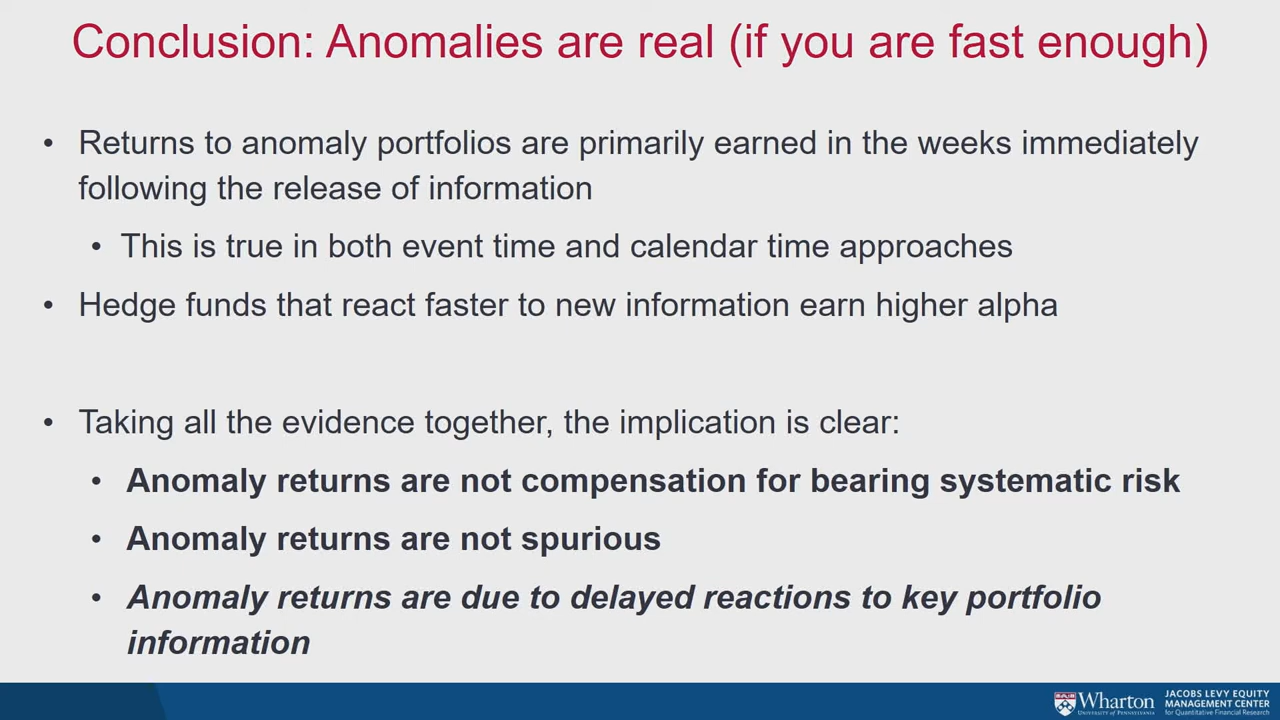 Conclusion: Anomalies are real (if you are fast enough)
• Returns to anomaly portfolios are primarily earned in the weeks immediately
following the release of information
• This is true in both event time and calendar time approaches
• Hedge funds that react faster to new information earn higher alpha
• Taking all the evidence together, the implication is clear:
• Anomaly returns are not compensation for bearing systematic risk
• Anomaly returns are not spurious
• Anomaly returns are due to delayed reactions to key portfolio
information
Wharton
UNIVERSITY of PENNSYLVANIA
JACOBS LEVY EQUITY
MANAGEMENT CENTER
for Quantitative Financial Research